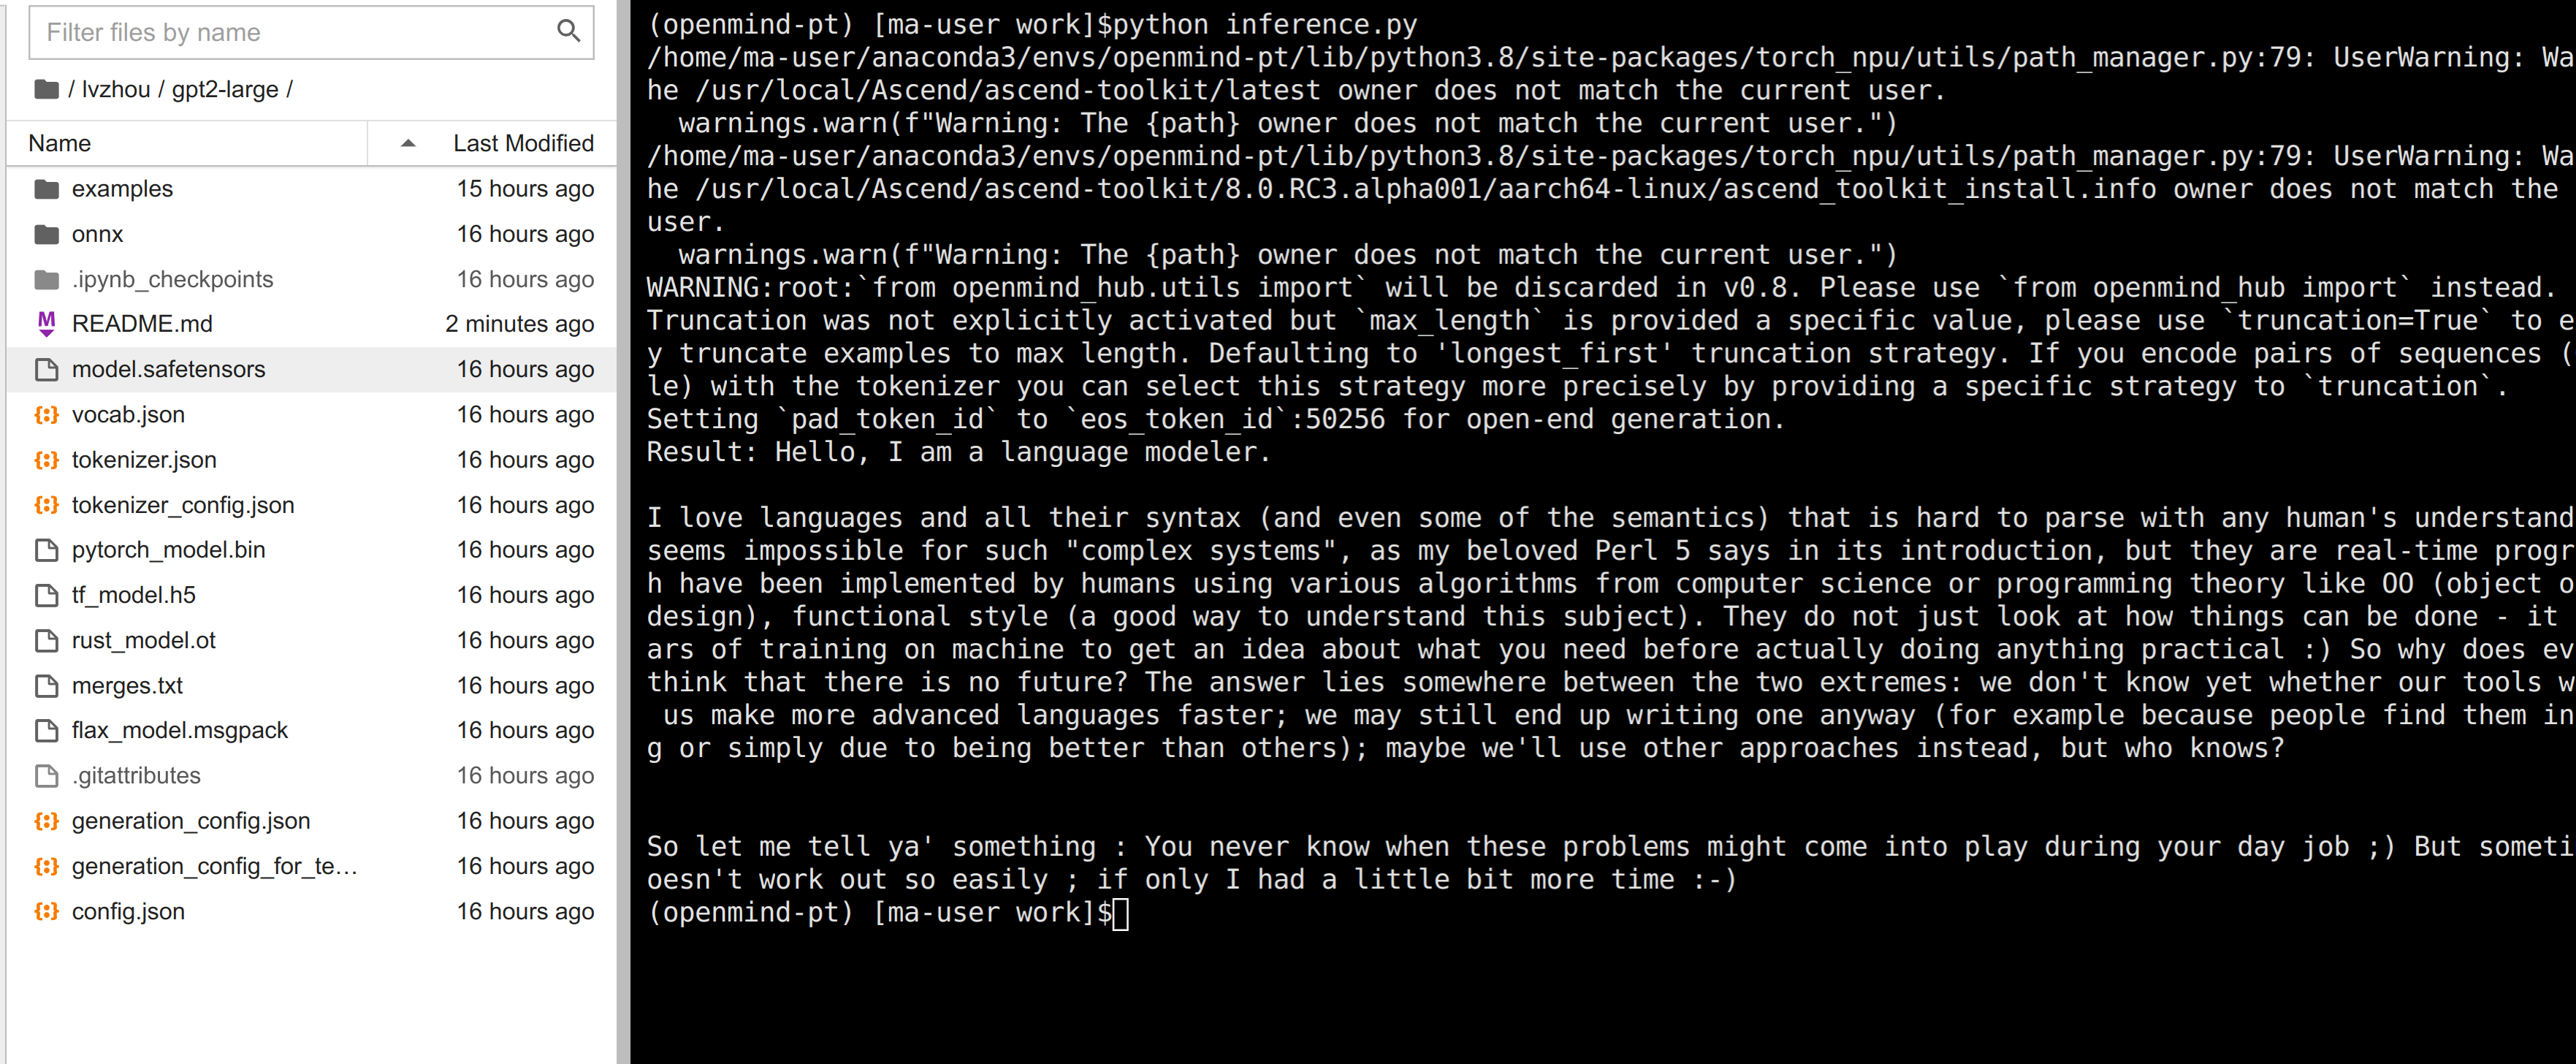 Filter files by name
/ lvzhou / gpt2-large /
Name Last Modified
examples 15 hours ago
onnx 16 hours ago
.ipynb_checkpoints 16 hours ago
README.md 2 minutes ago
model.safetensors 16 hours ago
vocab.json 16 hours ago
tokenizer.json 16 hours ago
tokenizer_config.json 16 hours ago
pytorch_model.bin 16 hours ago
tf_model.h5 16 hours ago
rust_model.ot 16 hours ago
merges.txt 16 hours ago
flax_model.msgpack 16 hours ago
.gitattributes 16 hours ago
generation_config.json 16 hours ago
generation_config_for_te… 16 hours ago
config.json 16 hours ago
(openmind-pt) [ma-user work]$python inference.py
/home/ma-user/anaconda3/envs/openmind-pt/lib/python3.8/site-packages/torch_npu/utils/path_manager.py:79: UserWarning: Wa
he /usr/local/Ascend/ascend-toolkit/latest owner does not match the current user.
  warnings.warn(f"Warning: The {path} owner does not match the current user.")
/home/ma-user/anaconda3/envs/openmind-pt/lib/python3.8/site-packages/torch_npu/utils/path_manager.py:79: UserWarning: Wa
he /usr/local/Ascend/ascend-toolkit/8.0.RC3.alpha001/aarch64-linux/ascend_toolkit_install.info owner does not match the
user.
  warnings.warn(f"Warning: The {path} owner does not match the current user.")
WARNING:root:`from openmind_hub.utils import` will be discarded in v0.8. Please use `from openmind_hub import` instead.
Truncation was not explicitly activated but `max_length` is provided a specific value, please use `truncation=True` to e
y truncate examples to max length. Defaulting to 'longest_first' truncation strategy. If you encode pairs of sequences (
le) with the tokenizer you can select this strategy more precisely by providing a specific strategy to `truncation`.
Setting `pad_token_id` to `eos_token_id`:50256 for open-end generation.
Result: Hello, I am a language modeler.
I love languages and all their syntax (and even some of the semantics) that is hard to parse with any human's understand
seems impossible for such "complex systems", as my beloved Perl 5 says in its introduction, but they are real-time progr
h have been implemented by humans using various algorithms from computer science or programming theory like OO (object o
design), functional style (a good way to understand this subject). They do not just look at how things can be done - it
ars of training on machine to get an idea about what you need before actually doing anything practical :) So why does ev
think that there is no future? The answer lies somewhere between the two extremes: we don't know yet whether our tools w
 us make more advanced languages faster; we may still end up writing one anyway (for example because people find them in
g or simply due to being better than others); maybe we'll use other approaches instead, but who knows?
So let me tell ya' something : You never know when these problems might come into play during your day job ;) But someti
oesn't work out so easily ; if only I had a little bit more time :-)
(openmind-pt) [ma-user work]$